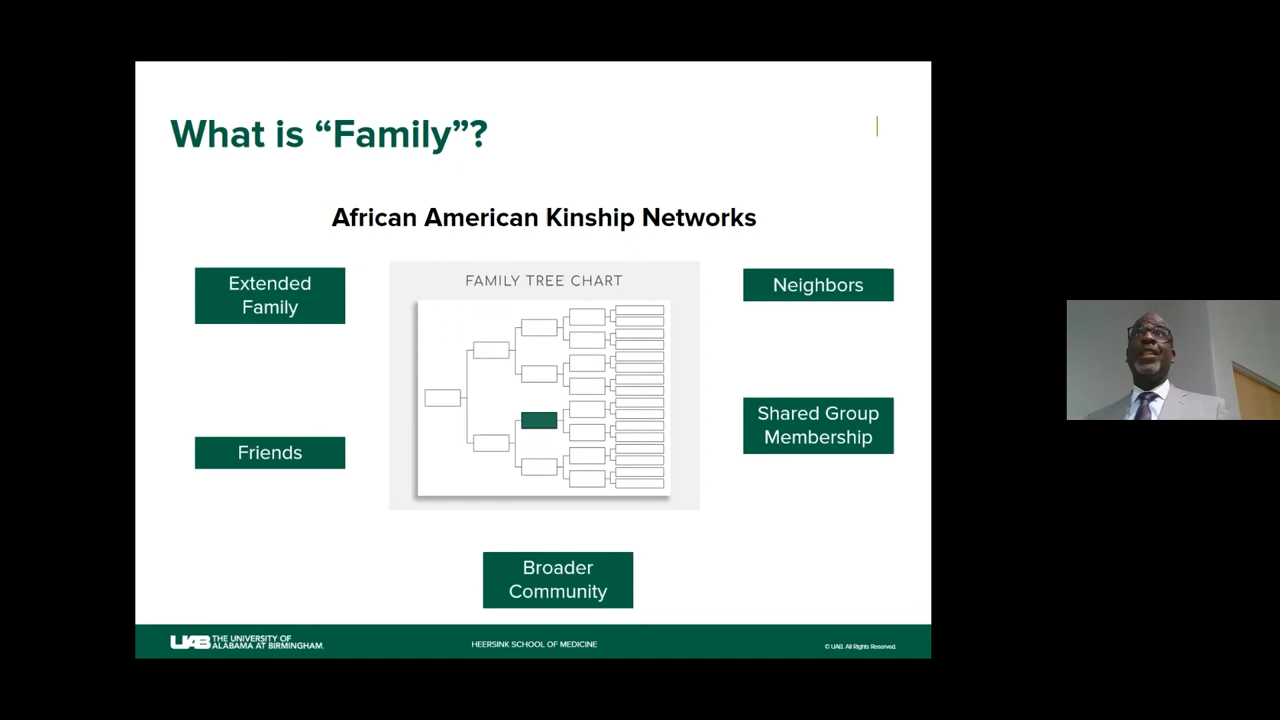 What is “Family”?
African American Kinship Networks
Extended
Family
FAMILY TREE CHART
Neighbors
Friends
Shared Group
Membership
Broader
Community
UAB THE UNIVERSITY OF
ALABAMA AT BIRMINGHAM.
HEERSINK SCHOOL OF MEDICINE
© UAB. All Rights Reserved.